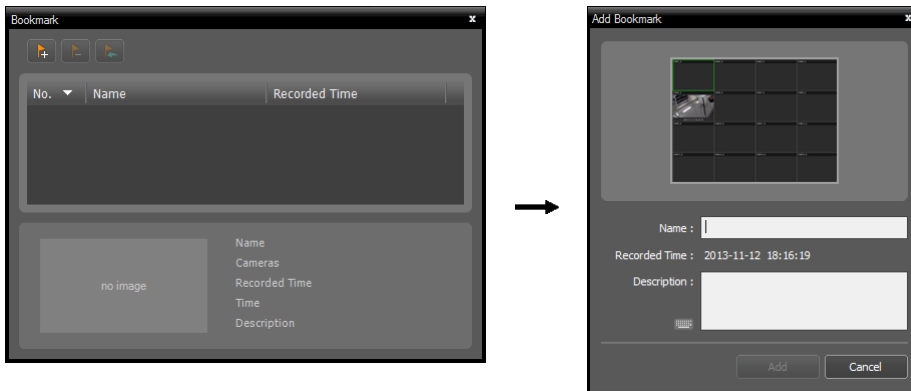 Bookmark x
No. Name Recorded Time
no image
Name
Cameras
Recorded Time
Time
Description
Add Bookmark x
Name :
Recorded Time : 2013-11-12 18:16:19
Description :
Add Cancel